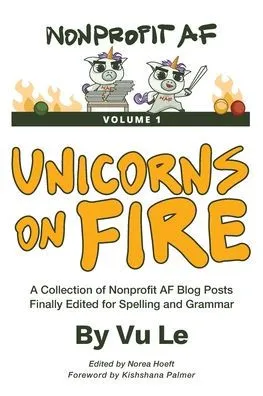 NONPROFIT AF
VOLUME 1
UNICORNS
ON FIRE
A Collection of Nonprofit AF Blog Posts
Finally Edited for Spelling and Grammar
By Vu Le
Edited by Norea Hoeft
Foreword by Kishshana Palmer